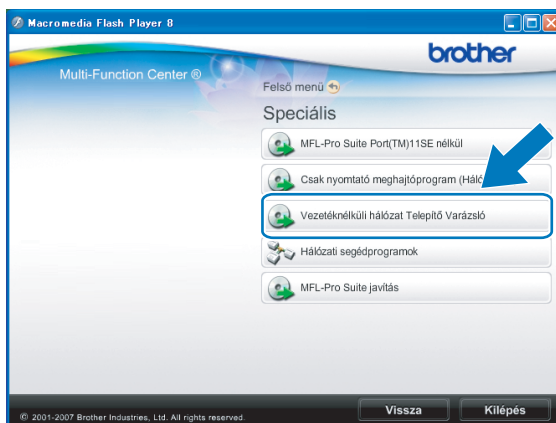 Macromedia Flash Player 8
brother
Multi-Function Center ®
Felső menü
Speciális
MFL-Pro Suite Port(TM)11SE nélkül
Csak nyomtató meghajtóprogram
Vezetéknélküli hálózat Telepítő Varázsló
Hálózati segédprogramok
MFL-Pro Suite javítás
Vissza
Kilépés
© 2001-2007 Brother Industries, Ltd. All rights reserved.